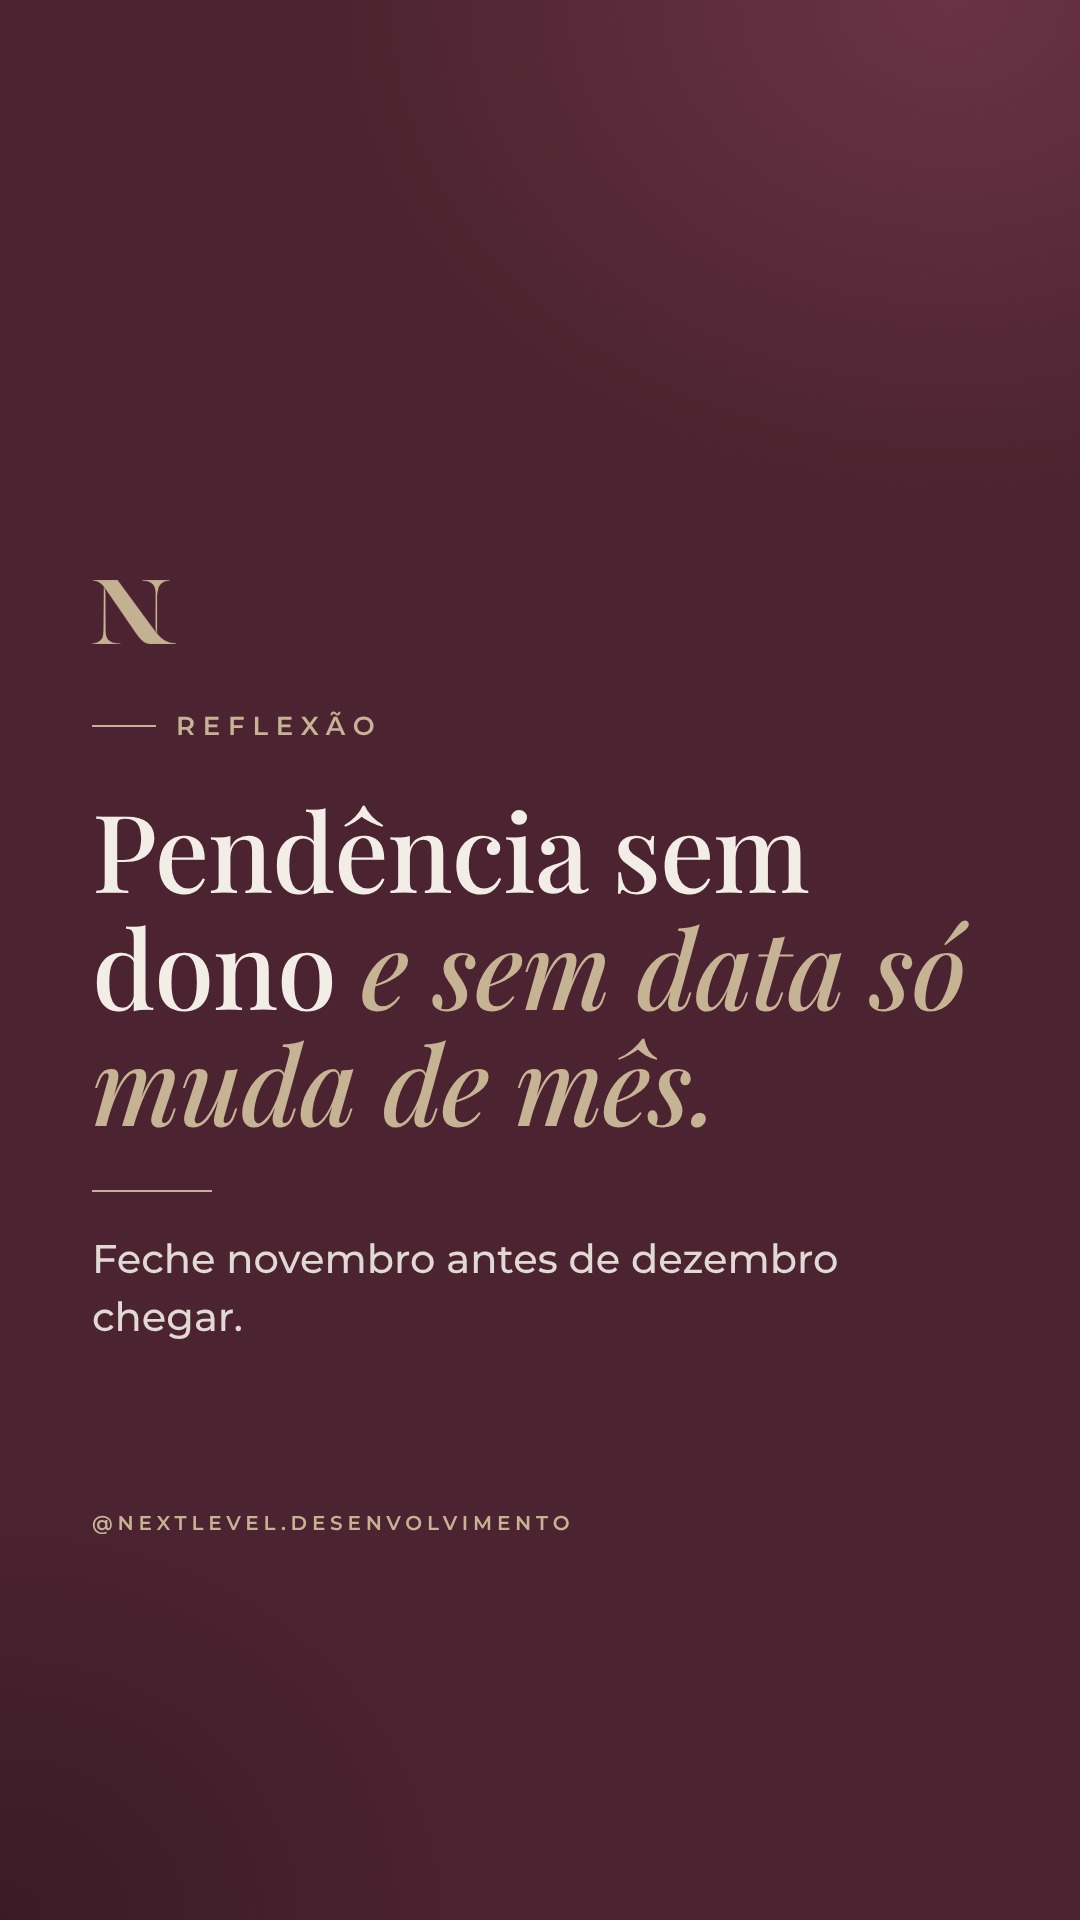 N
REFLEXÃO
Pendência sem
dono e sem data só
muda de mês.
Feche novembro antes de dezembro
chegar.
@NEXTLEVEL.DESENVOLVIMENTO